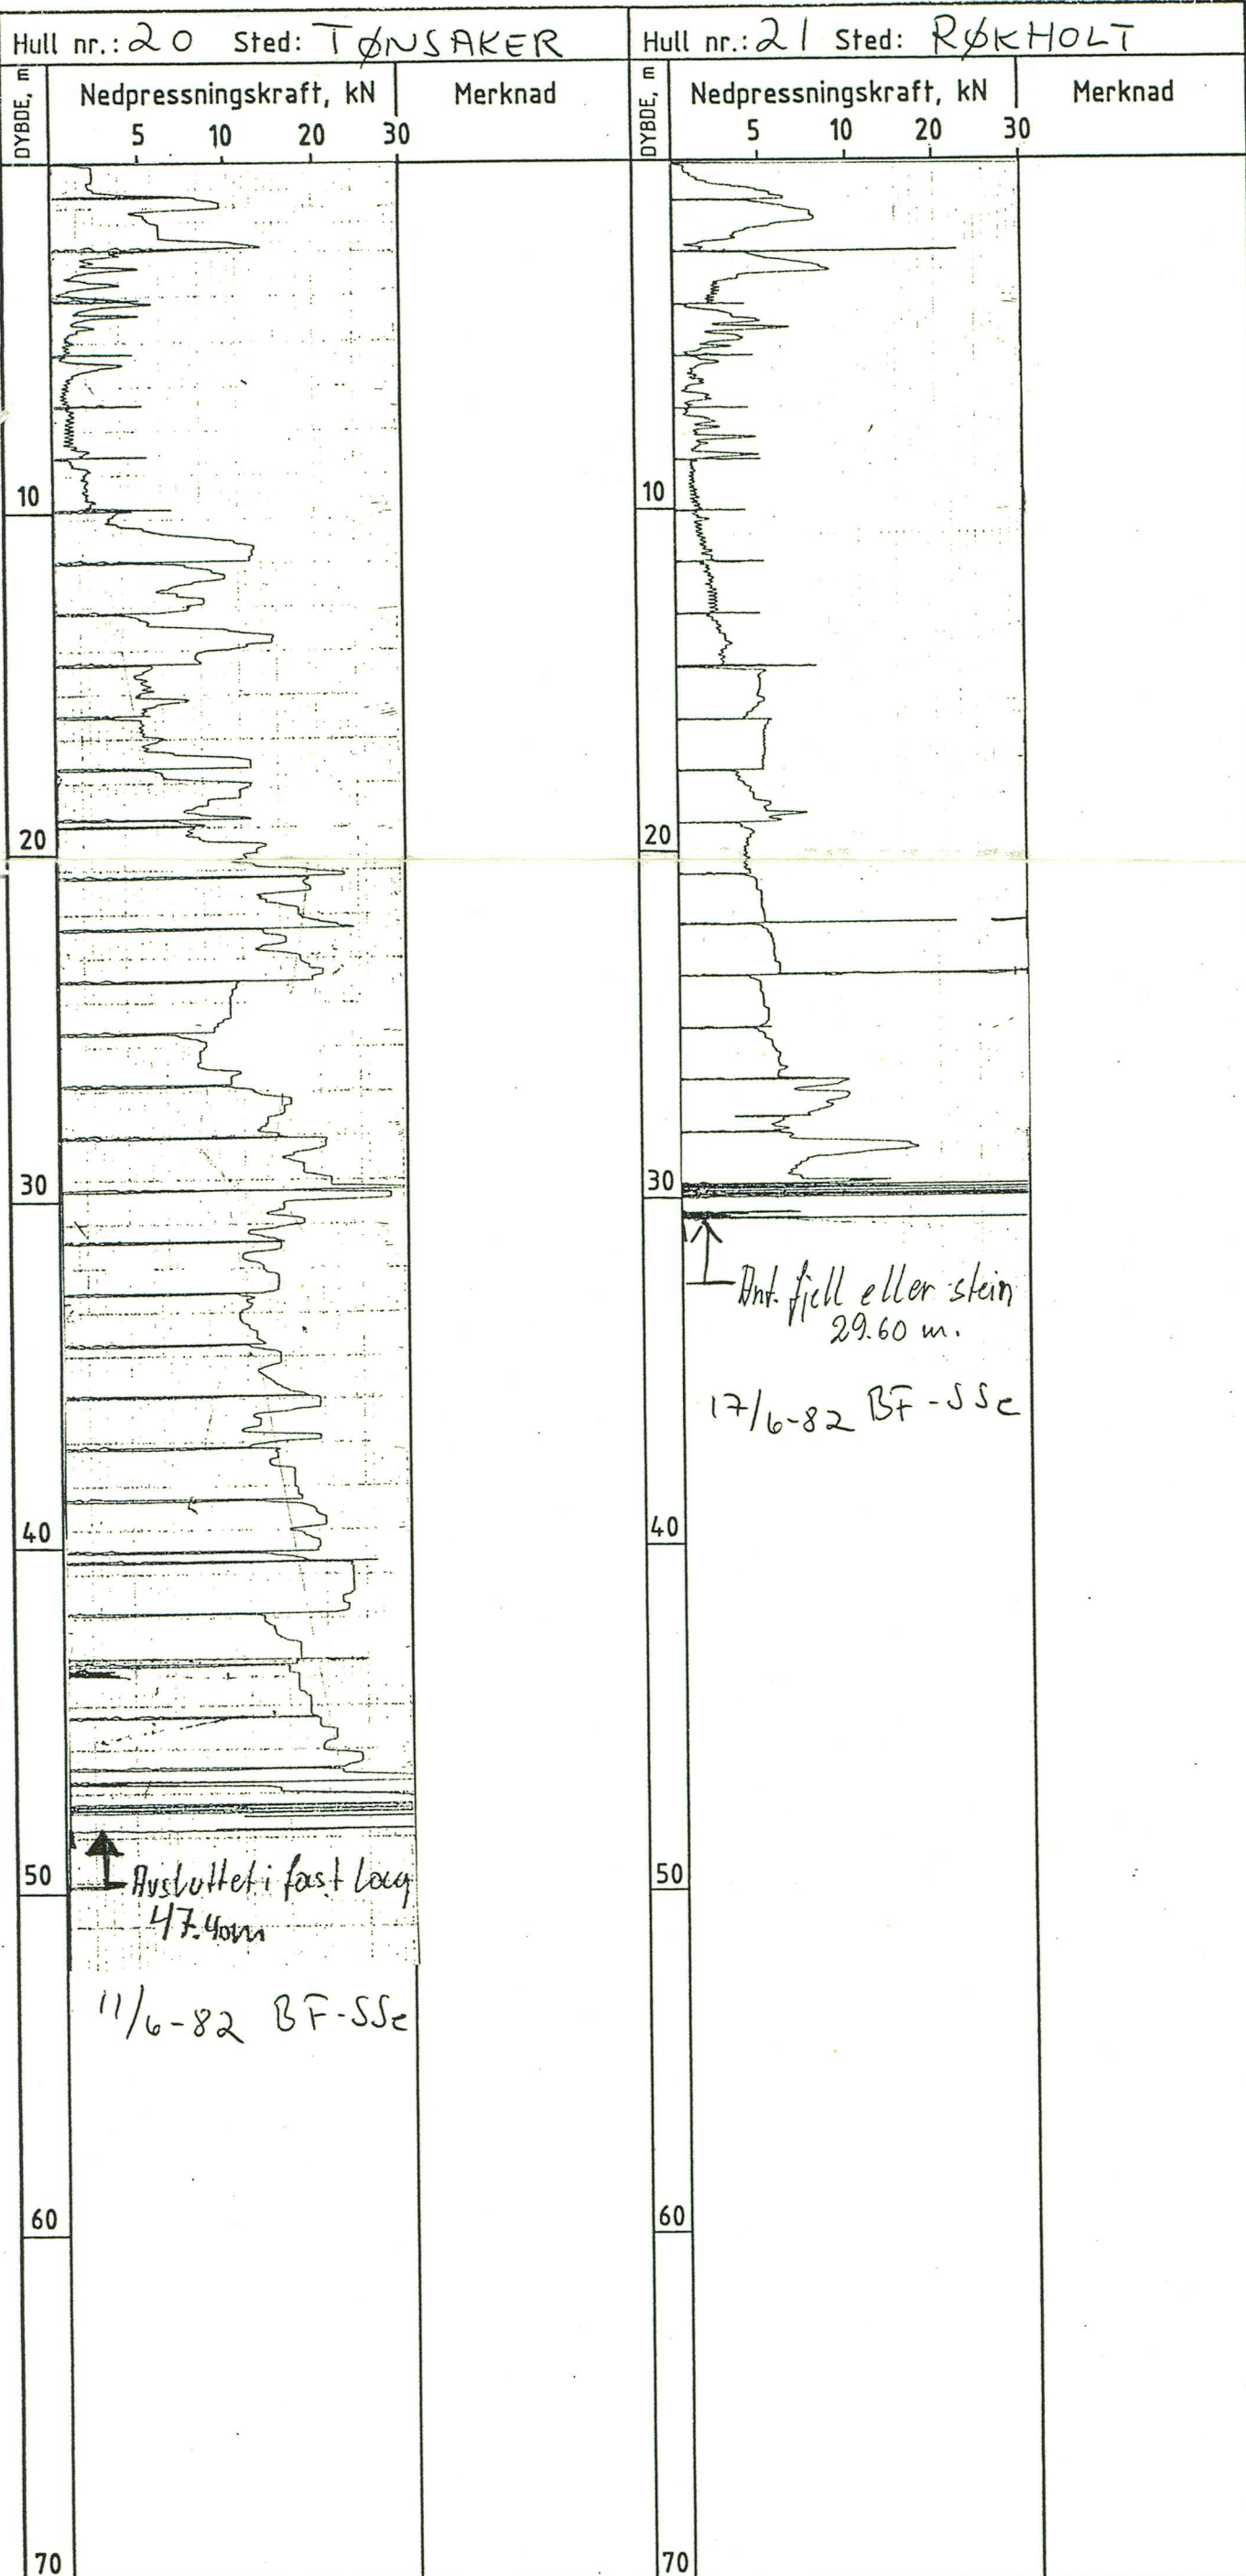 Hull nr.: 20 Sted: TØNSAKER
DYBDE, m
Nedpressningskraft, kN
Merknad
5 10 20 30
10
20
30
40
50
Avsluttet i fast lag
47.40m
11/6-82 BF-SSe
60
70
Hull nr.: 21 Sted: RØKHOLT
DYBDE, m
Nedpressningskraft, kN
Merknad
5 10 20 30
10
20
30
Ant. fjell eller stein
29.60 m.
17/6-82 BF-SSe
40
50
60
70